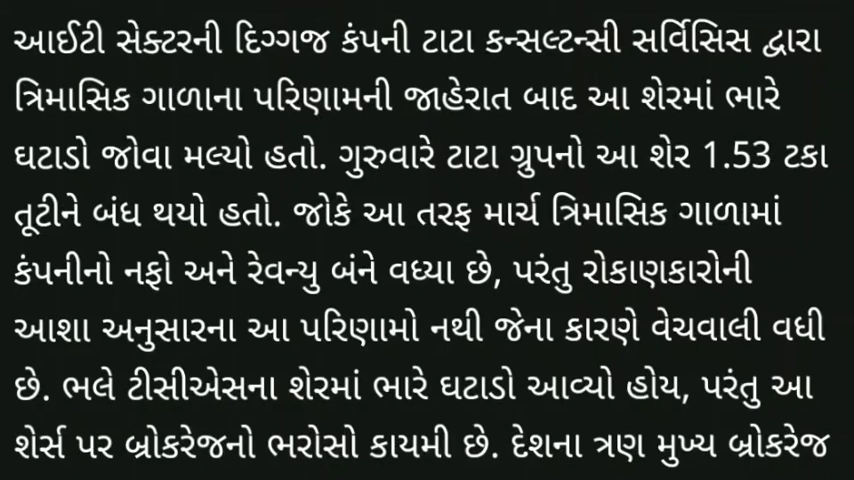 આઈટી સેક્ટરની દિગ્ગજ કંપની ટાટા કન્સલ્ટન્સી સર્વિસિસ દ્વારા
ત્રિમાસિક ગાળાના પરિણામની જાહેરાત બાદ આ શેરમાં ભારે
ઘટાડો જોવા મલ્યો હતો. ગુરુવારે ટાટા ગ્રુપનો આ શેર 1.53 ટકા
તૂટીને બંધ થયો હતો. જોકે આ તરફ માર્ચ ત્રિમાસિક ગાળામાં
કંપનીનો નફો અને રેવન્યુ બંને વધ્યા છે, પરંતુ રોકાણકારોની
આશા અનુસારના આ પરિણામો નથી જેના કારણે વેચવાલી વધી
છે. ભલે ટીસીએસના શેરમાં ભારે ઘટાડો આવ્યો હોય, પરંતુ આ
શેર્સ પર બ્રોકરેજનો ભરોસો કાયમી છે. દેશના ત્રણ મુખ્ય બ્રોકરેજ